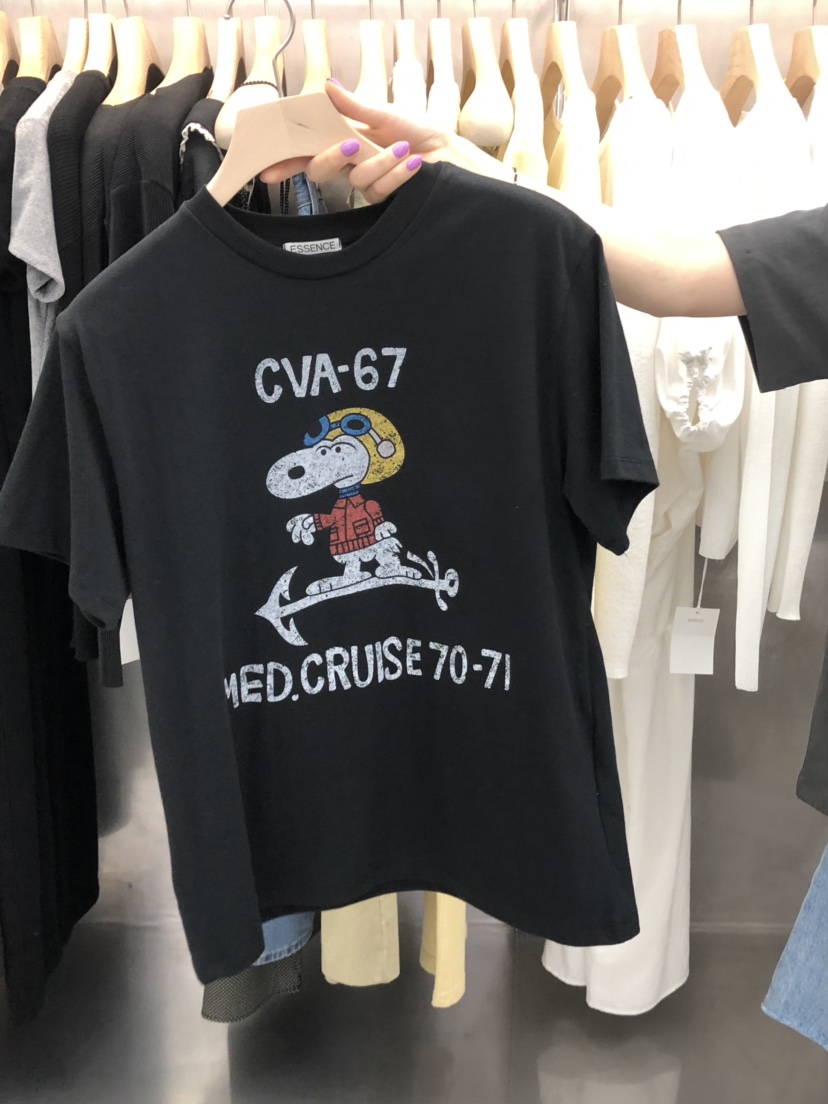 ESSENCE
CVA-67
MED. CRUISE 70-71